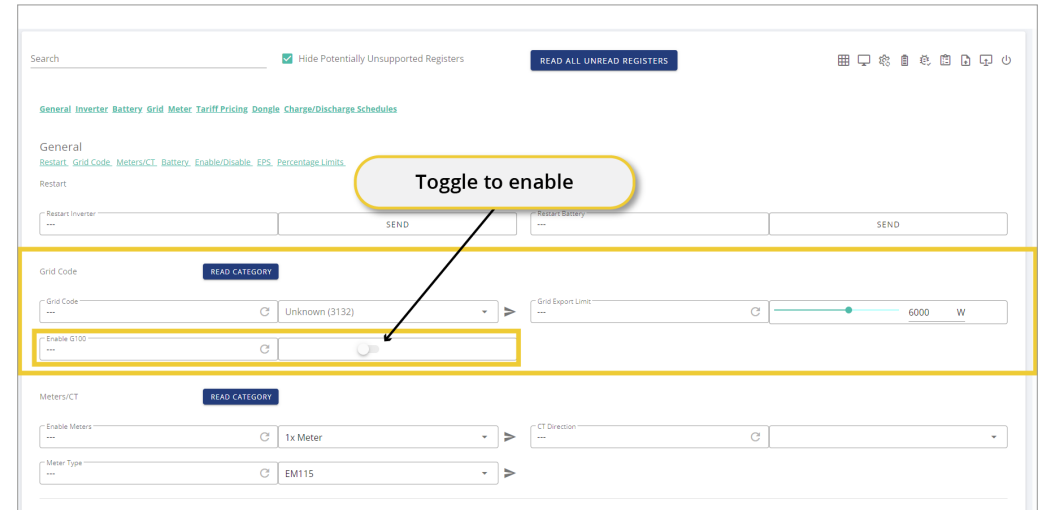 Search
Hide Potentially Unsupported Registers
READ ALL UNREAD REGISTERS
General Inverter Battery Grid Meter Tariff Pricing Dongle Charge/Discharge Schedules
General
Restart Grid Code Meters/CT Battery Enable/Disable EPS Percentage Limits
Toggle to enable
Restart
Restart Inverter
---
SEND
Restart Battery
---
SEND
Grid Code
READ CATEGORY
Grid Code
---
Unknown (3132)
Grid Export Limit
---
6000 W
Enable G100
---
Meters/CT
READ CATEGORY
Enable Meters
---
1x Meter
CT Direction
---
Meter Type
---
EM115